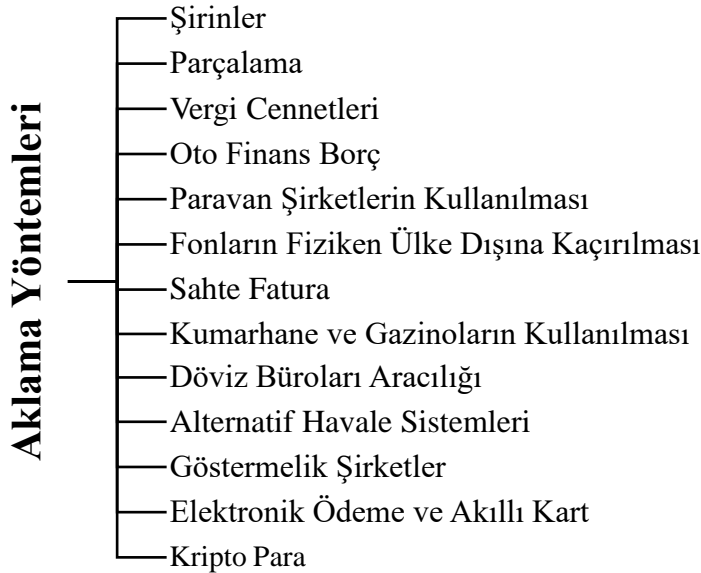 Aklama Yöntemleri
Şirinler
Parçalama
Vergi Cennetleri
Oto Finans Borç
Paravan Şirketlerin Kullanılması
Fonların Fiziken Ülke Dışına Kaçırılması
Sahte Fatura
Kumarhane ve Gazinoların Kullanılması
Döviz Büroları Aracılığı
Alternatif Havale Sistemleri
Göstermelik Şirketler
Elektronik Ödeme ve Akıllı Kart
Kripto Para